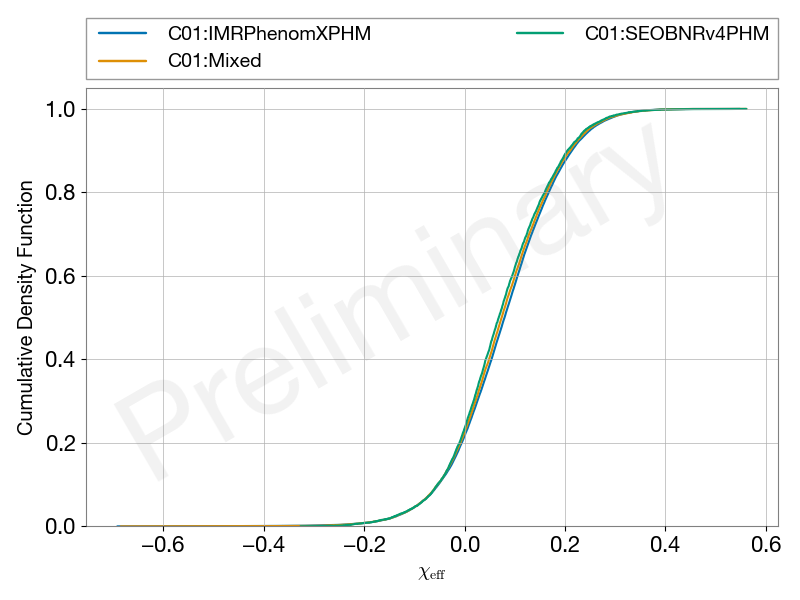 C01:IMRPhenomXPHM
C01:Mixed
C01:SEOBNRv4PHM
1.0
0.8
0.6
0.4
0.2
0.0
Cumulative Density Function
Preliminary
−0.6
−0.4
−0.2
0.0
0.2
0.4
0.6
χeff